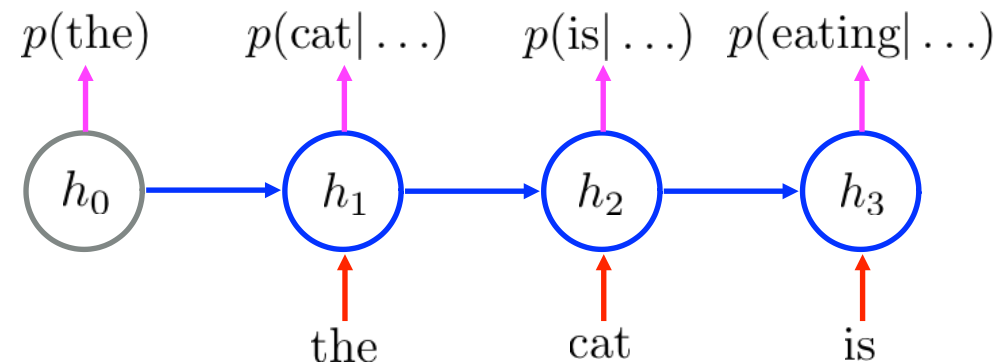 p(the) p(cat| . . .) p(is| . . .) p(eating| . . .)
h₀ h₁ h₂ h₃
the cat is